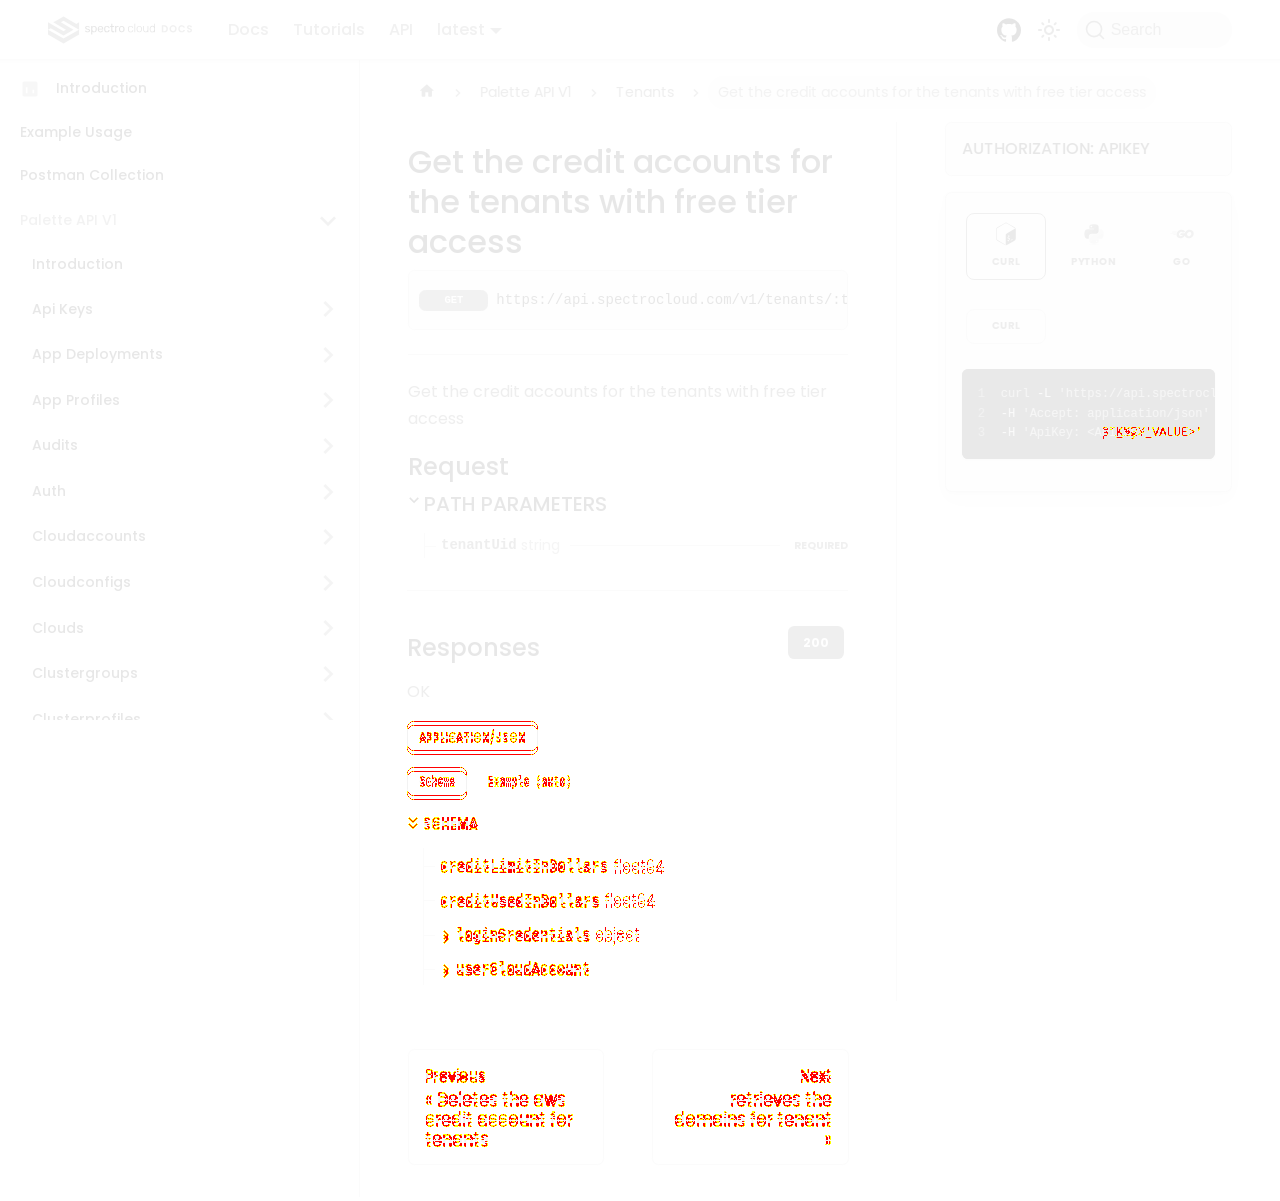 spectro cloud DOCS
Docs Tutorials API latest
Search
Introduction
Example Usage
Postman Collection
Palette API V1
Introduction
Api Keys
App Deployments
App Profiles
Audits
Auth
Cloudaccounts
Cloudconfigs
Clouds
Clustergroups
Clusterprofiles
Palette API V1 Tenants Get the credit accounts for the tenants with free tier access
Get the credit accounts for
the tenants with free tier
access
GET https://api.spectrocloud.com/v1/tenants/:t
Get the credit accounts for the tenants with free tier
access
Request
PATH PARAMETERS
tenantUid string REQUIRED
Responses
200
OK
APPLICATION/JSON
Schema Example (auto)
SCHEMA
creditLimitInDollars float64
creditUsedInDollars float64
loginCredentials object
userCloudAccount
Previous
« Deletes the aws
credit account for
tenants
Next
retrieves the
domains for tenant
»
AUTHORIZATION: APIKEY
CURL PYTHON GO
CURL
1 curl -L 'https://api.spectrocl
2 -H 'Accept: application/json'
3 -H 'ApiKey: VALUE>'